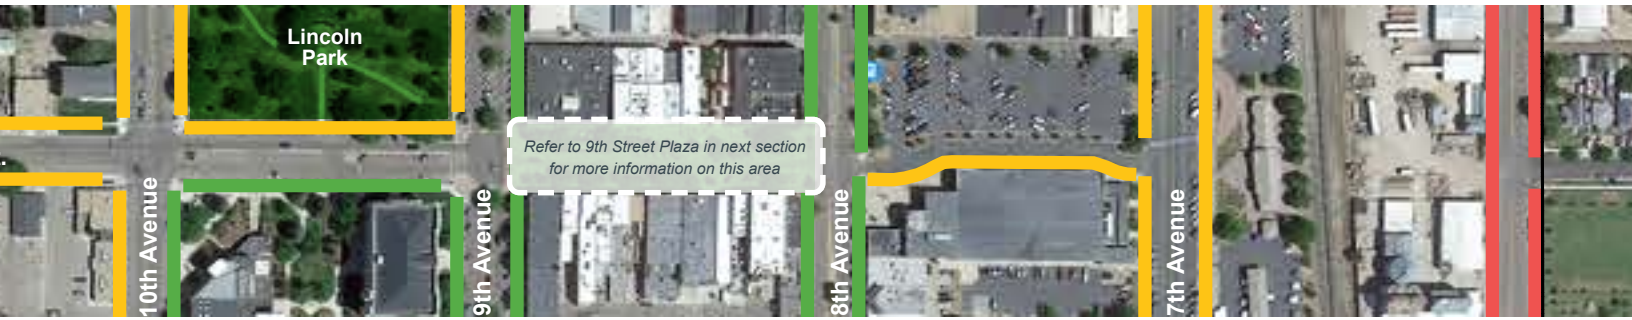 Lincoln
Park
Refer to 9th Street Plaza in next section
for more information on this area
10th Avenue
9th Avenue
8th Avenue
7th Avenue